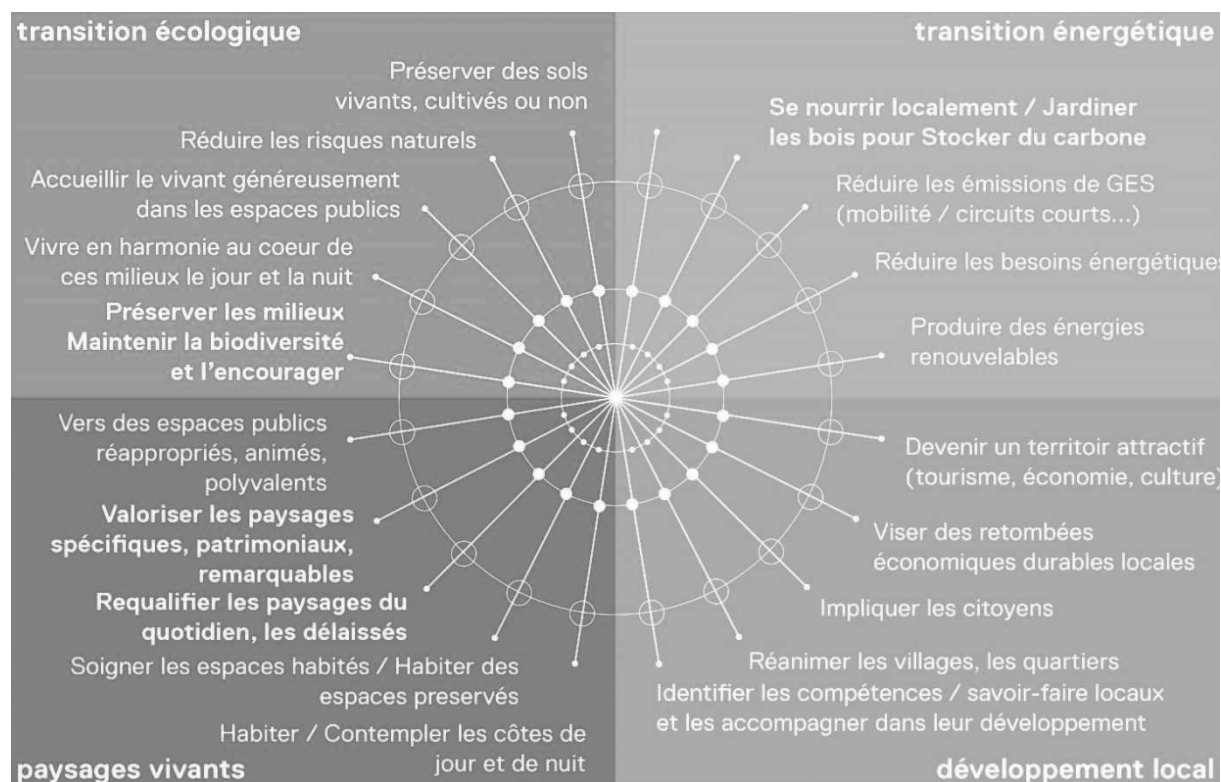 transition écologique
Préserver des sols
vivants, cultivés ou non
Réduire les risques naturels
Accueillir le vivant généreusement
dans les espaces publics
Vivre en harmonie au coeur de
ces milieux le jour et la nuit
Préserver les milieux
Maintenir la biodiversité
et l'encourager
transition énergétique
Se nourrir localement / Jardiner
les bois pour Stocker du carbone
Réduire les émissions de GES
(mobilité / circuits courts...)
Réduire les besoins énergétiques
Produire des énergies
renouvelables
Vers des espaces publics
réappropriés, animés,
polyvalents
Valoriser les paysages
spécifiques, patrimoniaux,
remarquables
Requalifier les paysages du
quotidien, les délaissés
Soigner les espaces habités / Habiter des
espaces preservés
Habiter / Contempler les côtes de
jour et de nuit
paysages vivants
Devenir un territoir attractif
(tourisme, économie, culture)
Viser des retombées
économiques durables locales
Impliquer les citoyens
Réanimer les villages, les quartiers
Identifier les compétences / savoir-faire locaux
et les accompagner dans leur développement
développement local